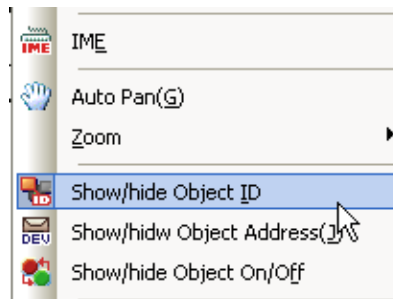 IME IME
Auto Pan(G)
Zoom
ID Show/hide Object ID
DEV Show/hidw Object Address(J)
Show/hide Object On/Off